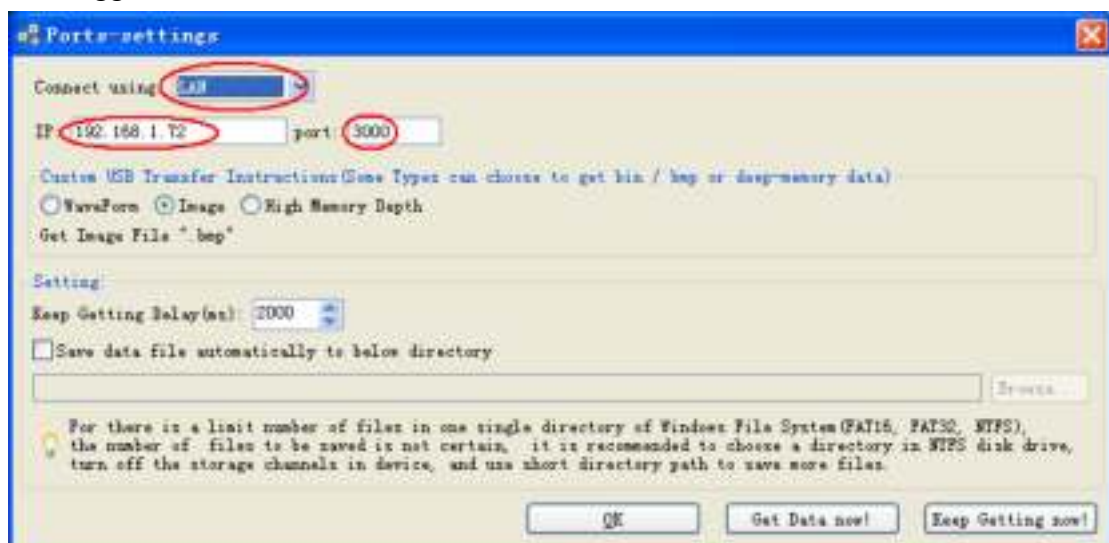 Ports-settings
Connect using: LAN
IP: 192.168.1.72 port: 3000
Custom USB Transfer Instructions(Some Types can choose to get bin / bmp or deep-memory data)
WaveForm Image High Memory Depth
Get Image File ".bmp"
Setting:
Keep Getting Delay(ms): 2000
Save data file automatically to below directory
Browse...
For there is a limit number of files in one single directory of Windows File System(FAT16, FAT32, NTFS),
the number of files to be saved is not certain, it is recommended to choose a directory in NTFS disk drive,
turn off the storage channels in device, and use short directory path to save more files.
OK Get Data now! Keep Getting now!